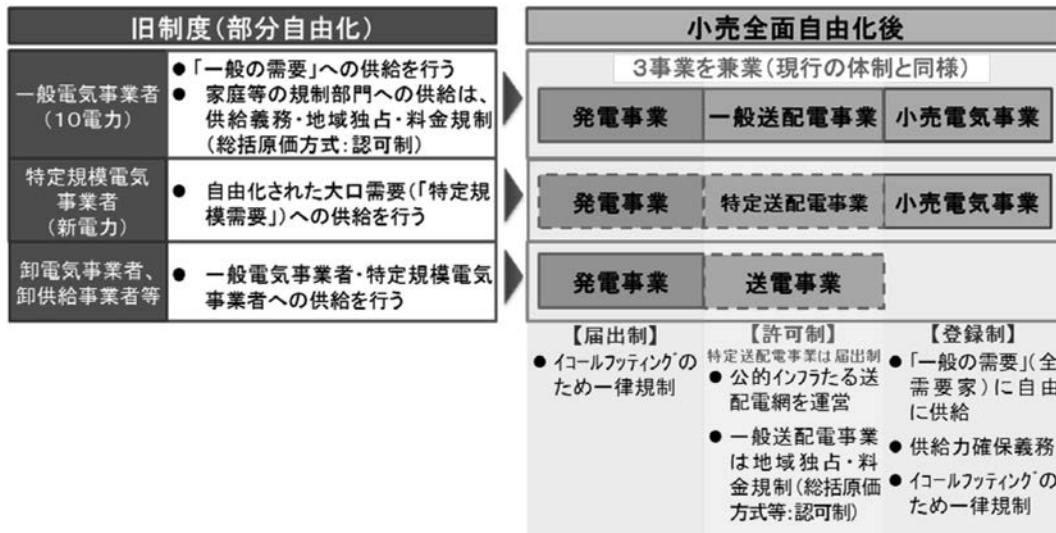 旧制度(部分自由化)
一般電気事業者
(10電力)
●「一般の需要」への供給を行う
● 家庭等の規制部門への供給は、
供給義務・地域独占・料金規制
(総括原価方式:認可制)
特定規模電気
事業者
(新電力)
● 自由化された大口需要(「特定規
模需要」)への供給を行う
卸電気事業者、
卸供給事業者等
● 一般電気事業者・特定規模電気
事業者への供給を行う
小売全面自由化後
3事業を兼業(現行の体制と同様)
発電事業 一般送配電事業 小売電気事業
発電事業 特定送配電事業 小売電気事業
発電事業 送電事業
【届出制】
● イコールフッティングの
ため一律規制
【許可制】
特定送配電事業は届出制
● 公的インフラたる送
配電網を運営
● 一般送配電事業
は地域独占・料
金規制(総括原価
方式等:認可制)
【登録制】
●「一般の需要」(全
需要家)に自由
に供給
● 供給力確保義務
● イコールフッティングの
ため一律規制